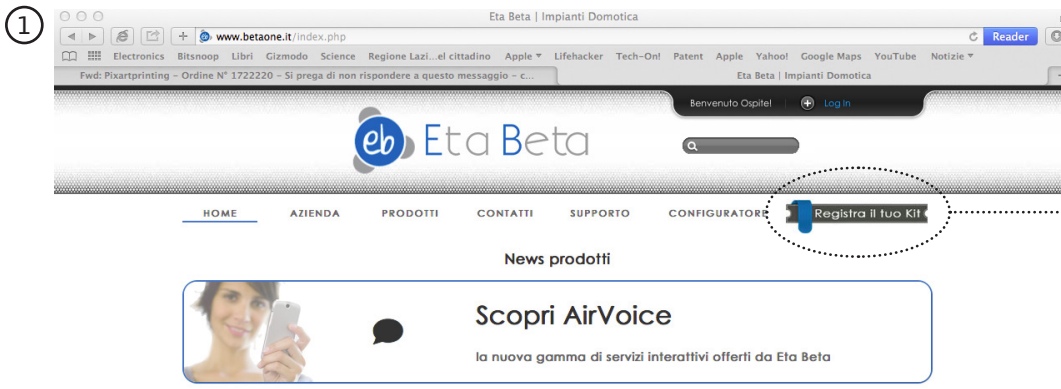 1
Eta Beta | Impianti Domotica
www.betaone.it/index.php
Reader
Electronics Bitsnoop Libri Gizmodo Science Regione Lazi...el cittadino Apple Lifehacker Tech-On! Patent Apple Yahoo! Google Maps YouTube Notizie
Fwd: Pixartprinting – Ordine N° 1722220 – Si prega di non rispondere a questo messaggio – c...
Eta Beta | Impianti Domotica
Benvenuto Ospite!
Log In
eb Eta Beta
HOME AZIENDA PRODOTTI CONTATTI SUPPORTO CONFIGURATORE Registra il tuo Kit
News prodotti
Scopri AirVoice
la nuova gamma di servizi interattivi offerti da Eta Beta